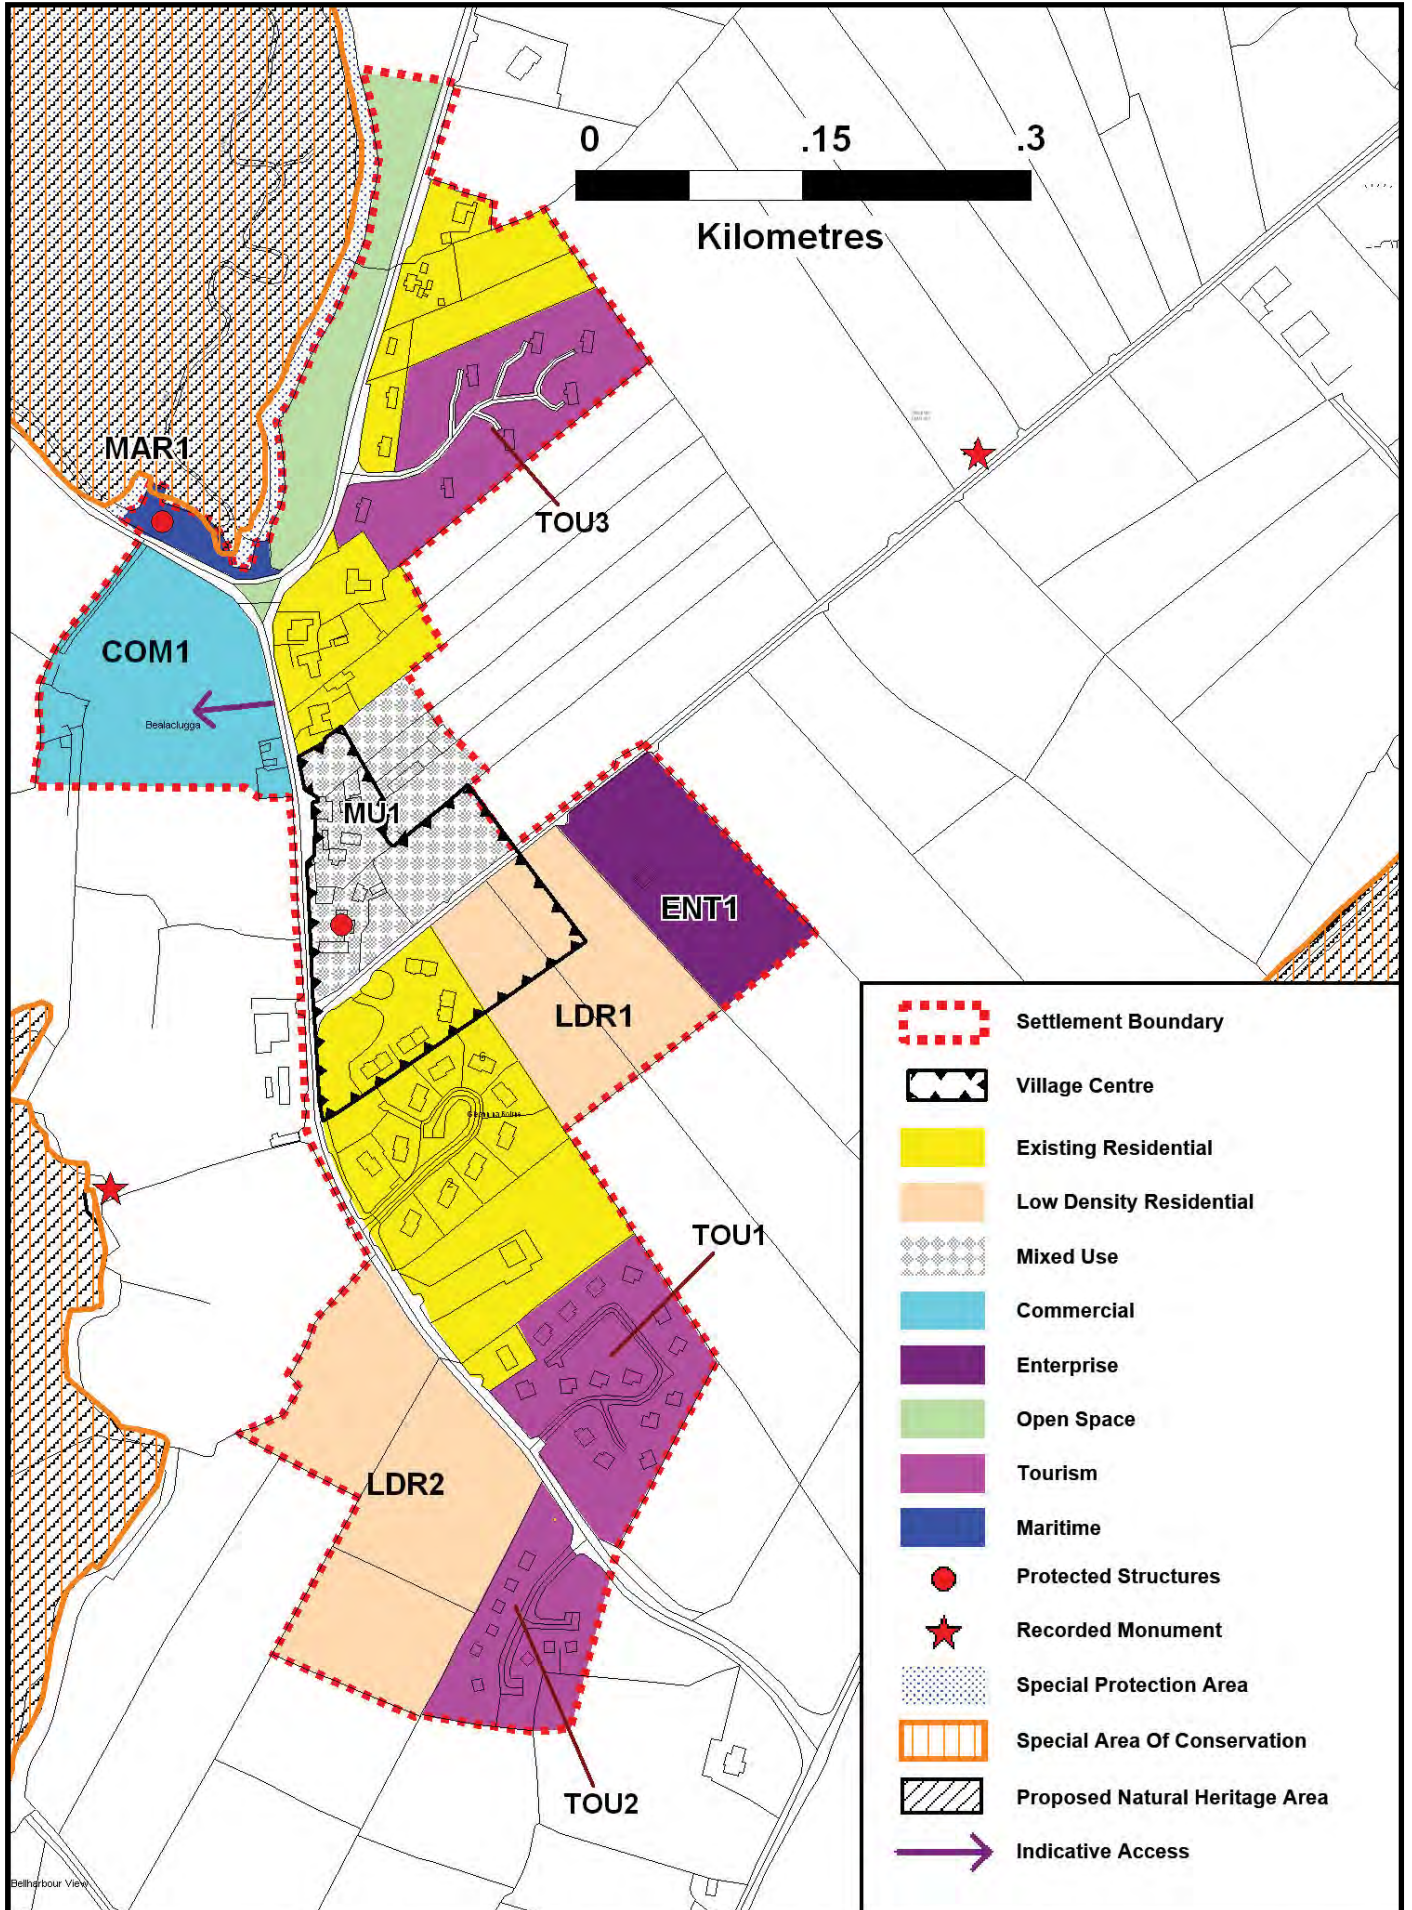 0 .15 .3
Kilometres
MAR1
TOU3
COM1
Bealaclugga
MU1
ENT1
LDR1
TOU1
LDR2
TOU2
Bellharbour View
Settlement Boundary
Village Centre
Existing Residential
Low Density Residential
Mixed Use
Commercial
Enterprise
Open Space
Tourism
Maritime
Protected Structures
Recorded Monument
Special Protection Area
Special Area Of Conservation
Proposed Natural Heritage Area
Indicative Access